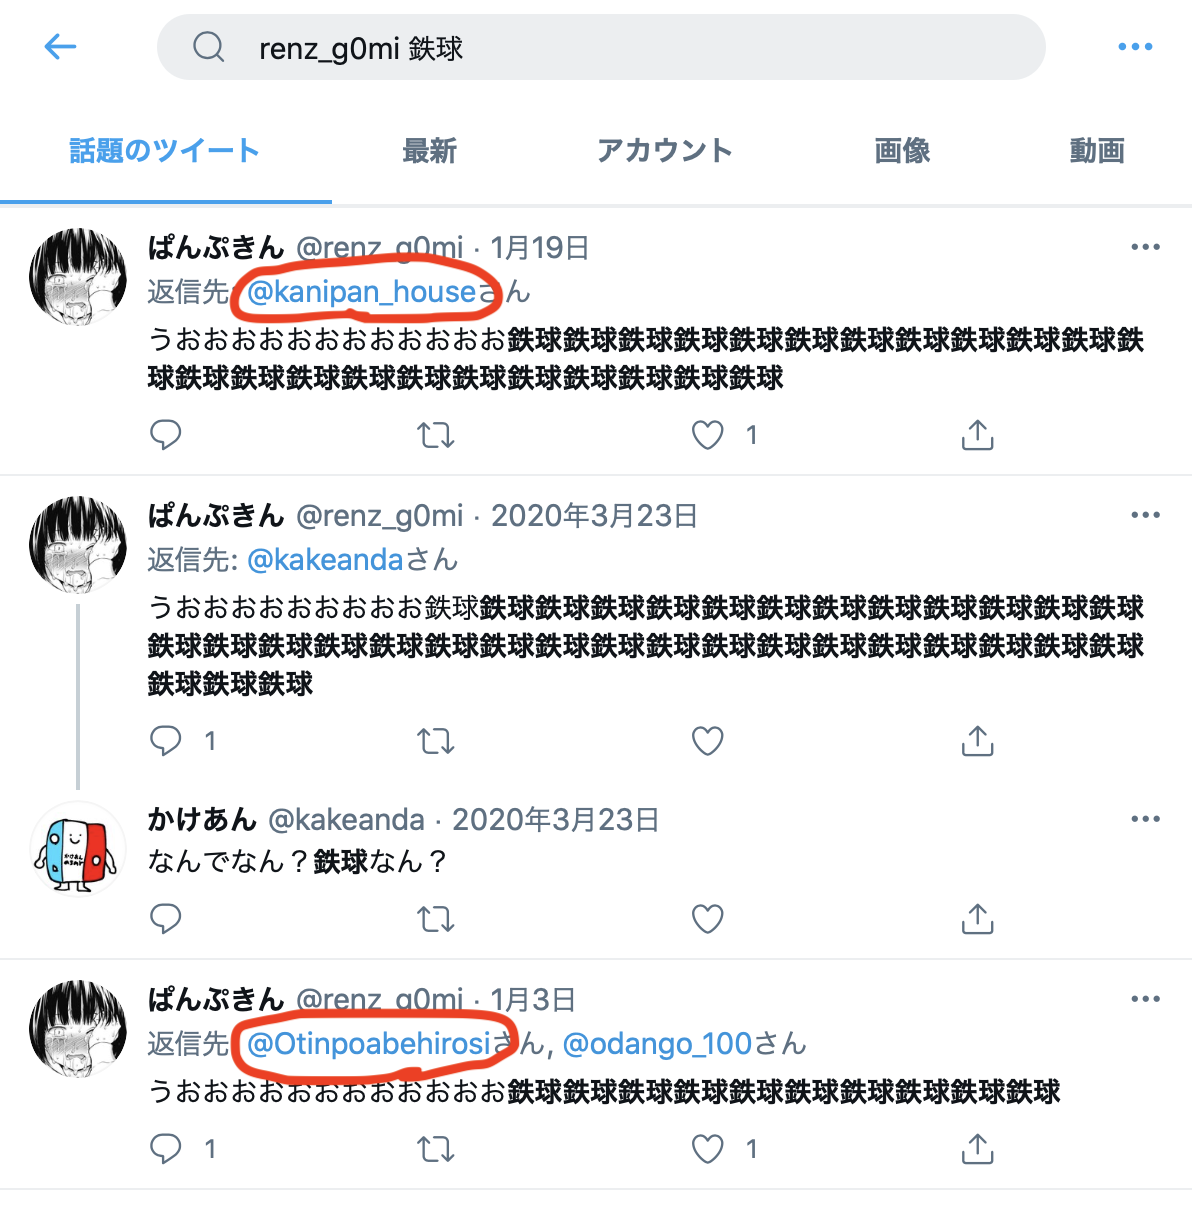 renz_g0mi 鉄球
話題のツイート 最新 アカウント 画像 動画
ぱんぷきん @renz_g0mi · 1月19日
返信先: @kanipan_houseさん
うおおおおおおおおおおおお鉄球鉄球鉄球鉄球鉄球鉄球鉄球鉄球鉄球鉄球鉄球鉄
球鉄球鉄球鉄球鉄球鉄球鉄球鉄球鉄球鉄球鉄球鉄球
1
ぱんぷきん @renz_g0mi · 2020年3月23日
返信先: @kakeandaさん
うおおおおおおおおお鉄球鉄球鉄球鉄球鉄球鉄球鉄球鉄球鉄球鉄球鉄球鉄球鉄球
鉄球鉄球鉄球鉄球鉄球鉄球鉄球鉄球鉄球鉄球鉄球鉄球鉄球鉄球鉄球鉄球鉄球鉄球
鉄球鉄球鉄球
1
かけあん @kakeanda · 2020年3月23日
なんでなん？鉄球なん？
ぱんぷきん @renz_g0mi · 1月3日
返信先: @Otinpoabehirosiさん, @odango_100さん
うおおおおおおおおおおおお鉄球鉄球鉄球鉄球鉄球鉄球鉄球鉄球鉄球鉄球
1 1